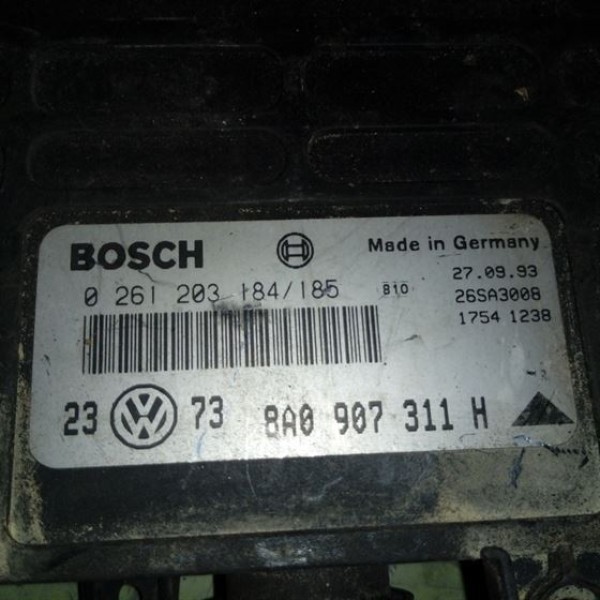 BOSCH
Made in Germany
27.09.93
0 261 203 184/185 B10 26SA3008
1754 1238
23 VW 73 8A0 907 311 H